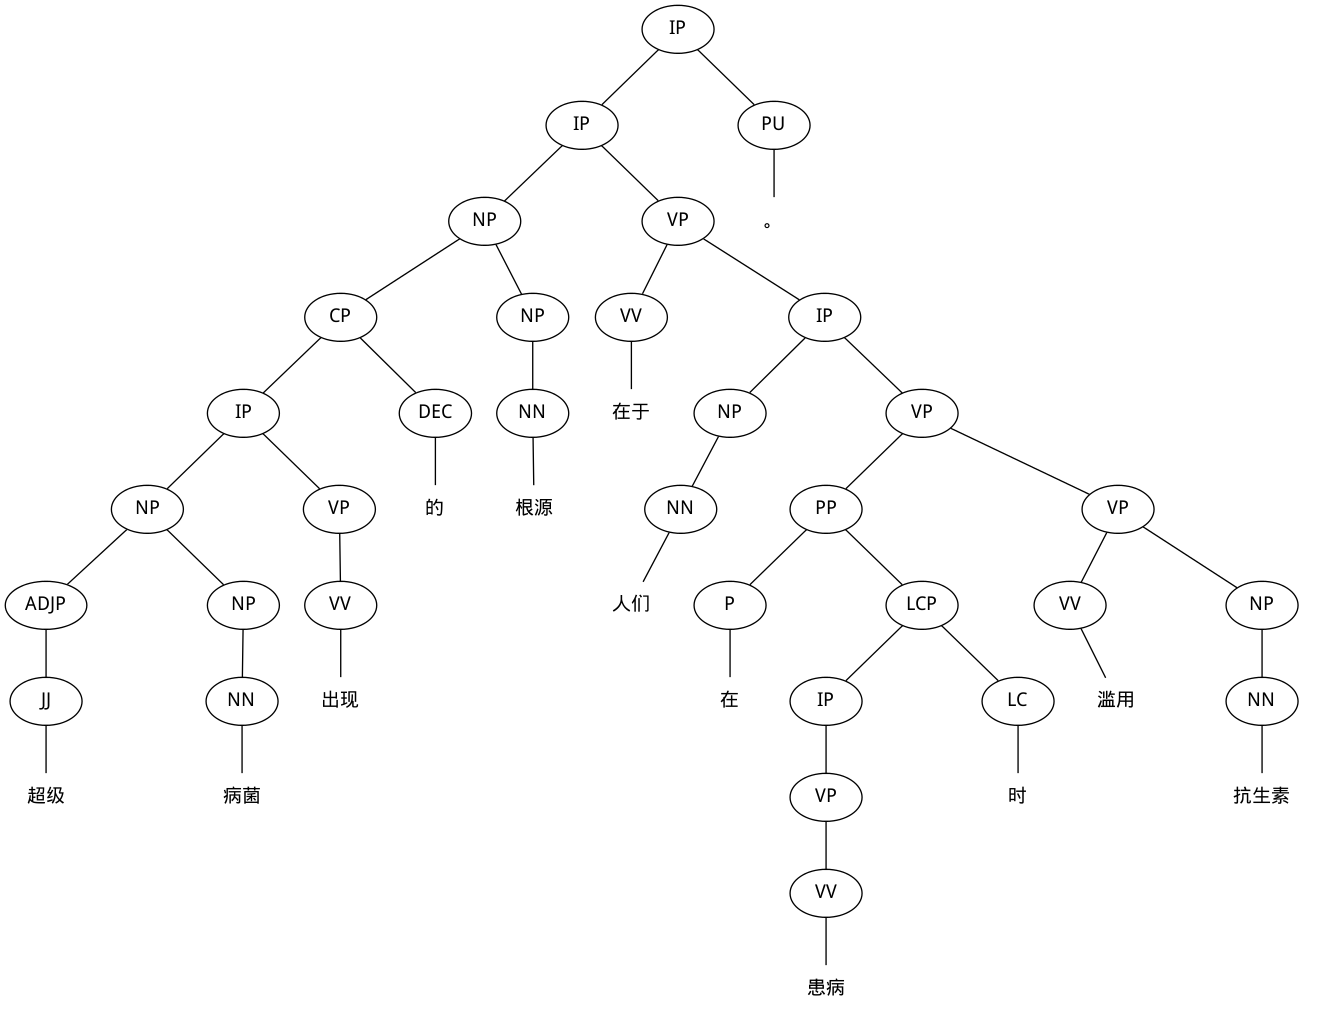 IP
IP PU
NP VP 。
CP NP VV IP
IP DEC NN 在于 NP VP
NP VP 的 根源 NN PP VP
ADJP NP VV 人们 P LCP VV NP
JJ NN 出现 在 IP LC 滥用 NN
超级 病菌 VP 时 抗生素
VV
患病